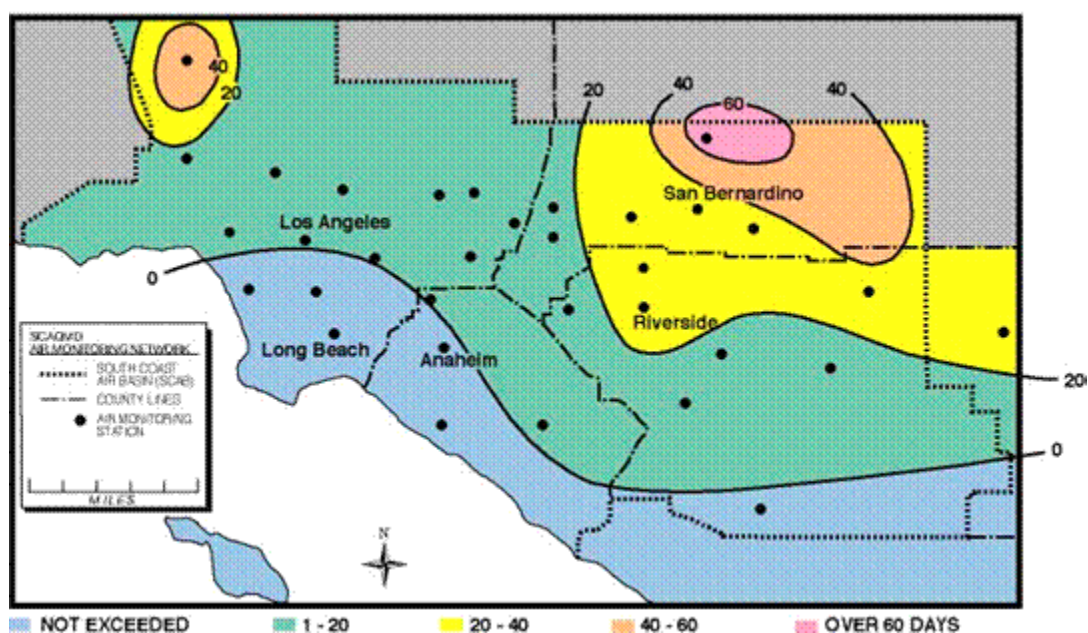 40
20
20
40
60
40
San Bernardino
Los Angeles
0
Riverside
SCAQMD
AIR MONITORING NETWORK
SOUTH COAST
AIR BASIN (SCAB)
COUNTY LINES
AIR MONITORING
STATION
MILES
Long Beach
Anaheim
200
0
N
NOT EXCEEDED
1 - 20
20 - 40
40 - 60
OVER 60 DAYS